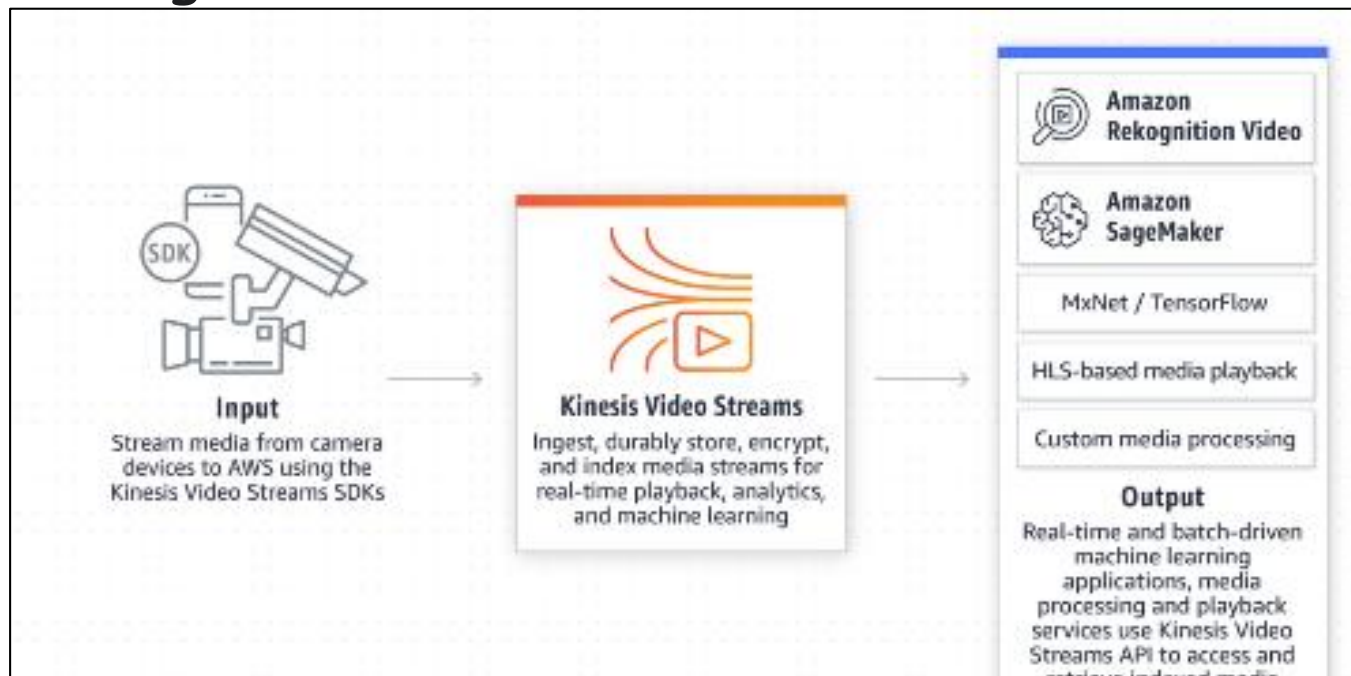 SDK
Input
Stream media from camera
devices to AWS using the
Kinesis Video Streams SDKs
Kinesis Video Streams
Ingest, durably store, encrypt,
and index media streams for
real-time playback, analytics,
and machine learning
Amazon
Rekognition Video
Amazon
SageMaker
MxNet / TensorFlow
HLS-based media playback
Custom media processing
Output
Real-time and batch-driven
machine learning
applications, media
processing and playback
services use Kinesis Video
Streams API to access and
retrieve indexed media